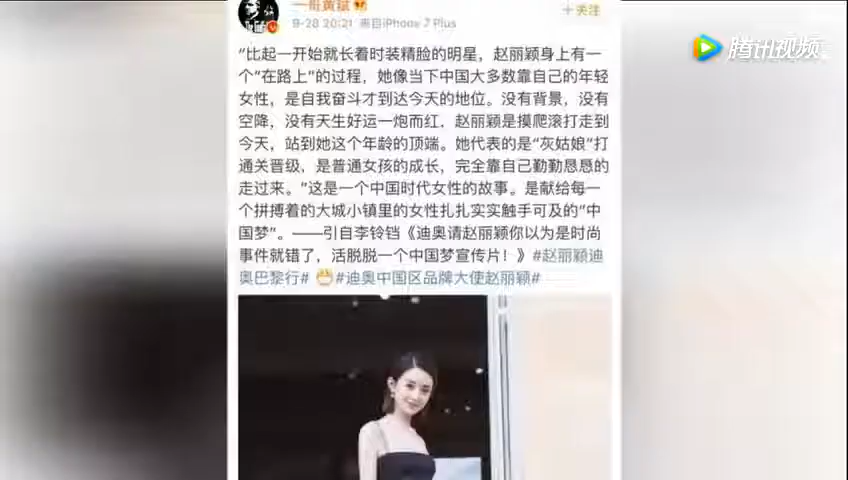 一哥黄斌
+关注
9-28 20:21 来自iPhone 7 Plus
腾讯视频
“比起一开始就长着时装精脸的明星，赵丽颖身上有一
个“在路上”的过程，她像当下中国大多数靠自己的年轻
女性，是自我奋斗才到达今天的地位。没有背景，没有
空降，没有天生好运一炮而红，赵丽颖是摸爬滚打走到
今天，站到她这个年龄的顶端。她代表的是“灰姑娘”打
通关晋级、是普通女孩的成长，完全靠自己勤勤恳恳的
走过来。”这是一个中国时代女性的故事。是献给每一
个拼搏着的大城小镇里的女性扎扎实实触手可及的“中
国梦”。——引自李铃铛《迪奥请赵丽颖你以为是时尚
事件就错了，活脱脱一个中国梦宣传片！》#赵丽颖迪
奥巴黎行# #迪奥中国区品牌大使赵丽颖#